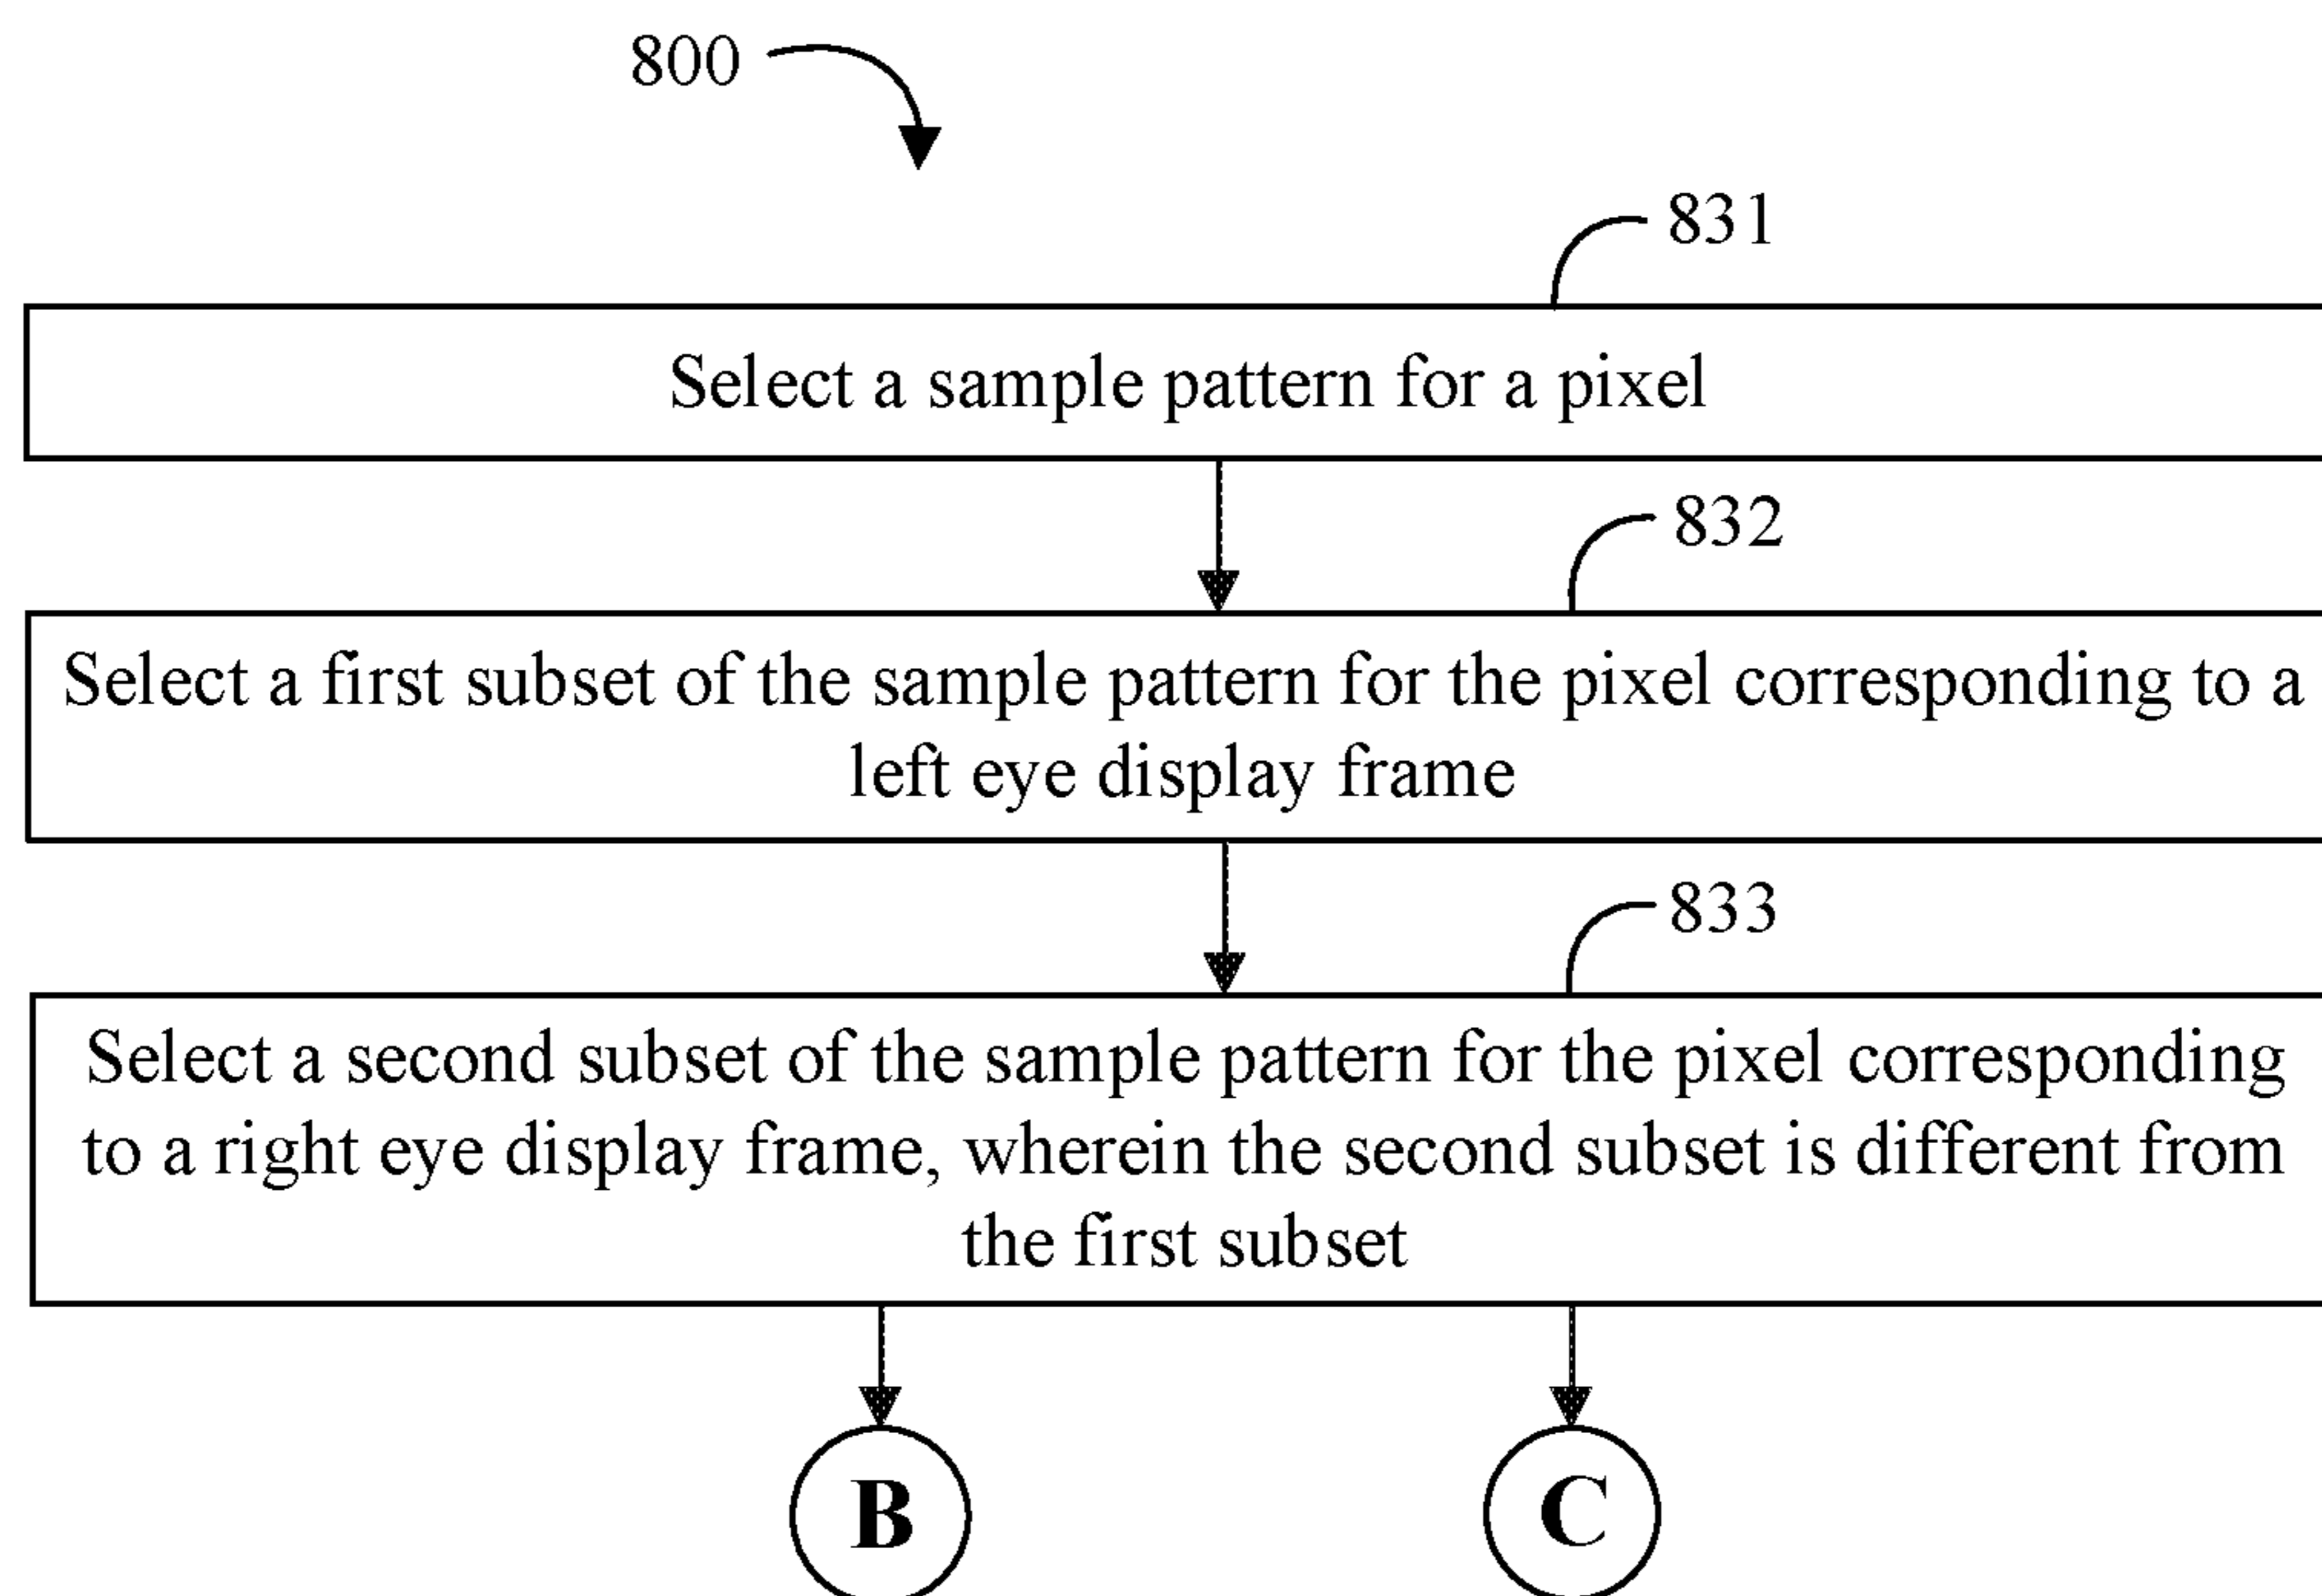 800
831
Select a sample pattern for a pixel
832
Select a first subset of the sample pattern for the pixel corresponding to a
left eye display frame
833
Select a second subset of the sample pattern for the pixel corresponding
to a right eye display frame, wherein the second subset is different from
the first subset
B
C